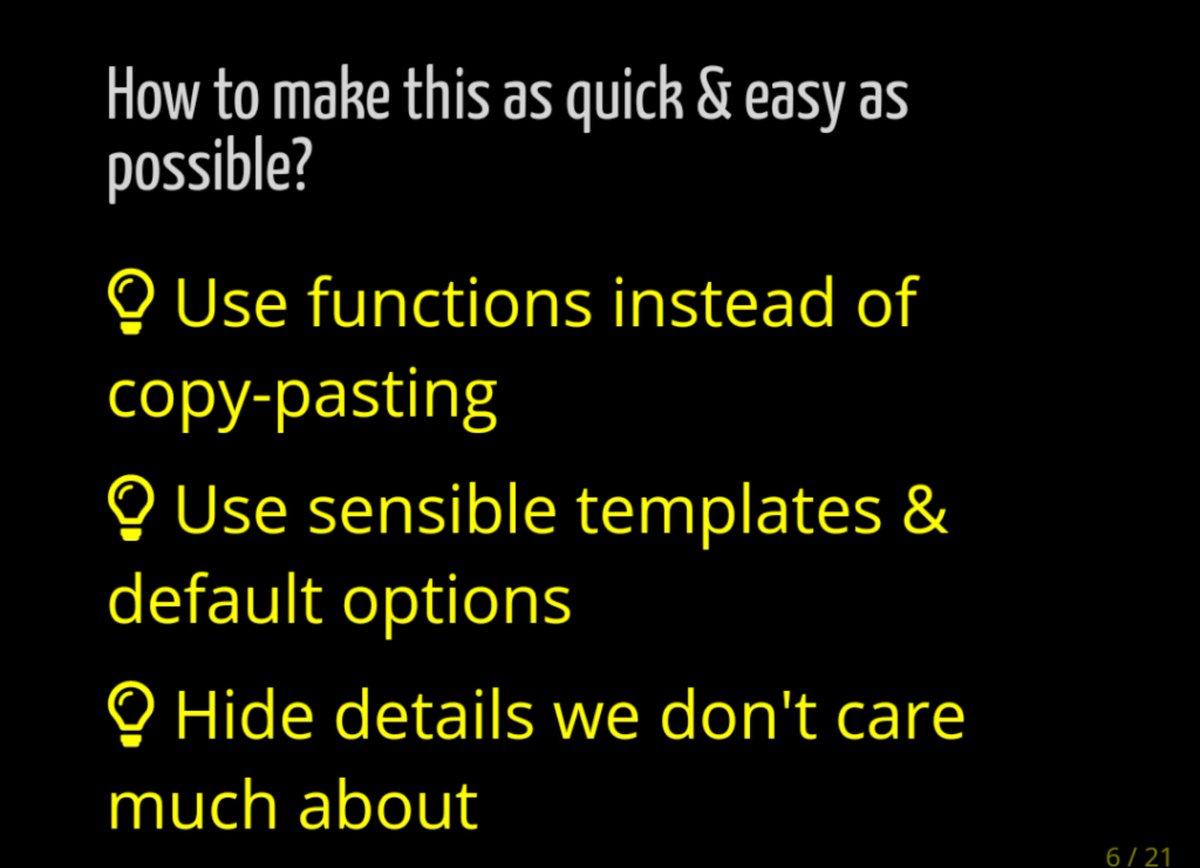 How to make this as quick & easy as
possible?
Use functions instead of
copy-pasting
Use sensible templates &
default options
Hide details we don't care
much about
6 / 21